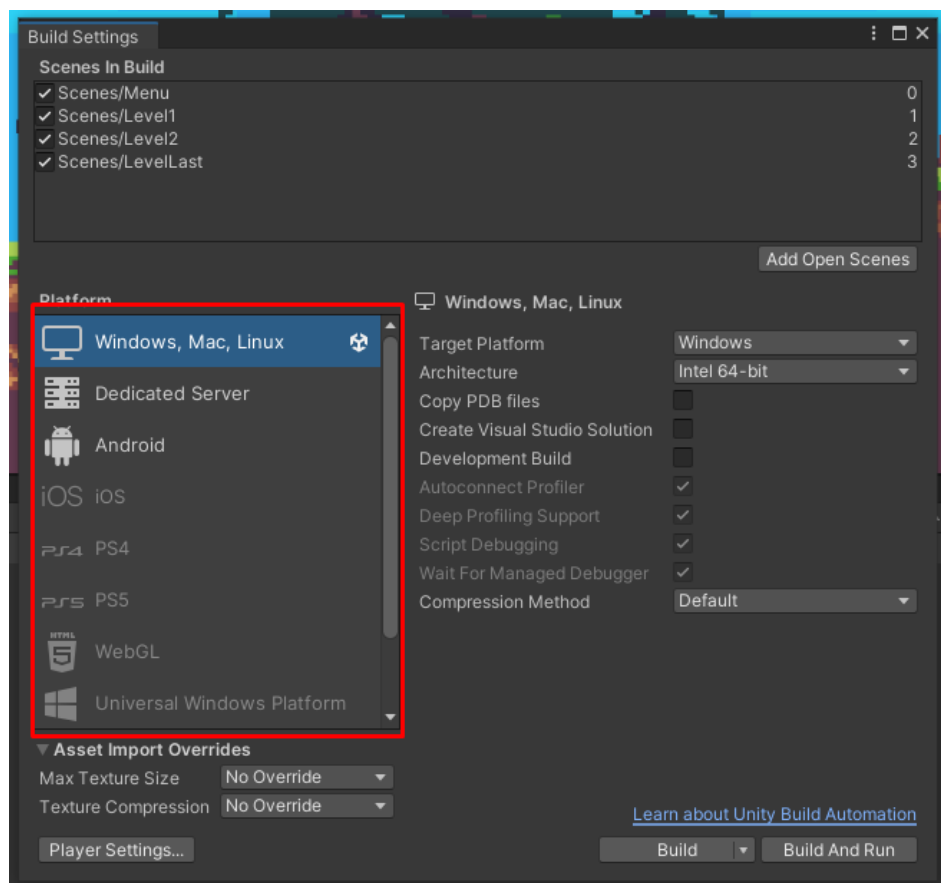 Build Settings
Scenes In Build
Scenes/Menu 0
Scenes/Level1 1
Scenes/Level2 2
Scenes/LevelLast 3
Add Open Scenes
Platform
Windows, Mac, Linux
Dedicated Server
Android
iOS iOS
PS4 PS4
PS5 PS5
HTML
5 WebGL
Universal Windows Platform
Windows, Mac, Linux
Target Platform Windows
Architecture Intel 64-bit
Copy PDB files
Create Visual Studio Solution
Development Build
Autoconnect Profiler
Deep Profiling Support
Script Debugging
Wait For Managed Debugger
Compression Method Default
Asset Import Overrides
Max Texture Size No Override
Texture Compression No Override
Learn about Unity Build Automation
Player Settings... Build Build And Run